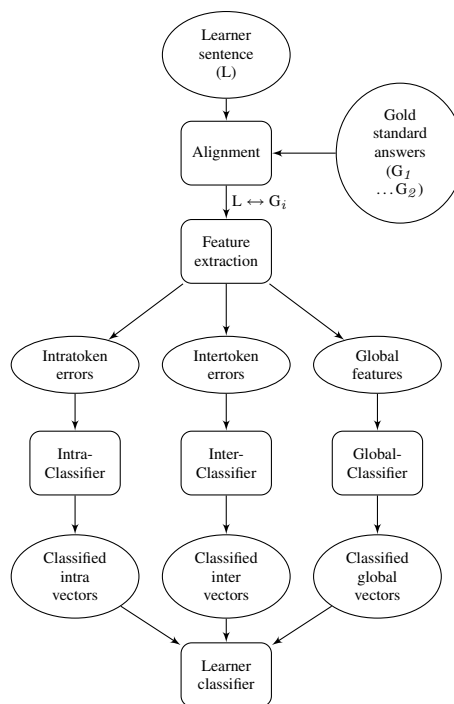 Learner
sentence
(L)
Gold
standard
answers
(G1
...G2)
Alignment
L ↔ Gi
Feature
extraction
Intratoken
errors
Intertoken
errors
Global
features
Intra-
Classifier
Inter-
Classifier
Global-
Classifier
Classified
intra
vectors
Classified
inter
vectors
Classified
global
vectors
Learner
classifier